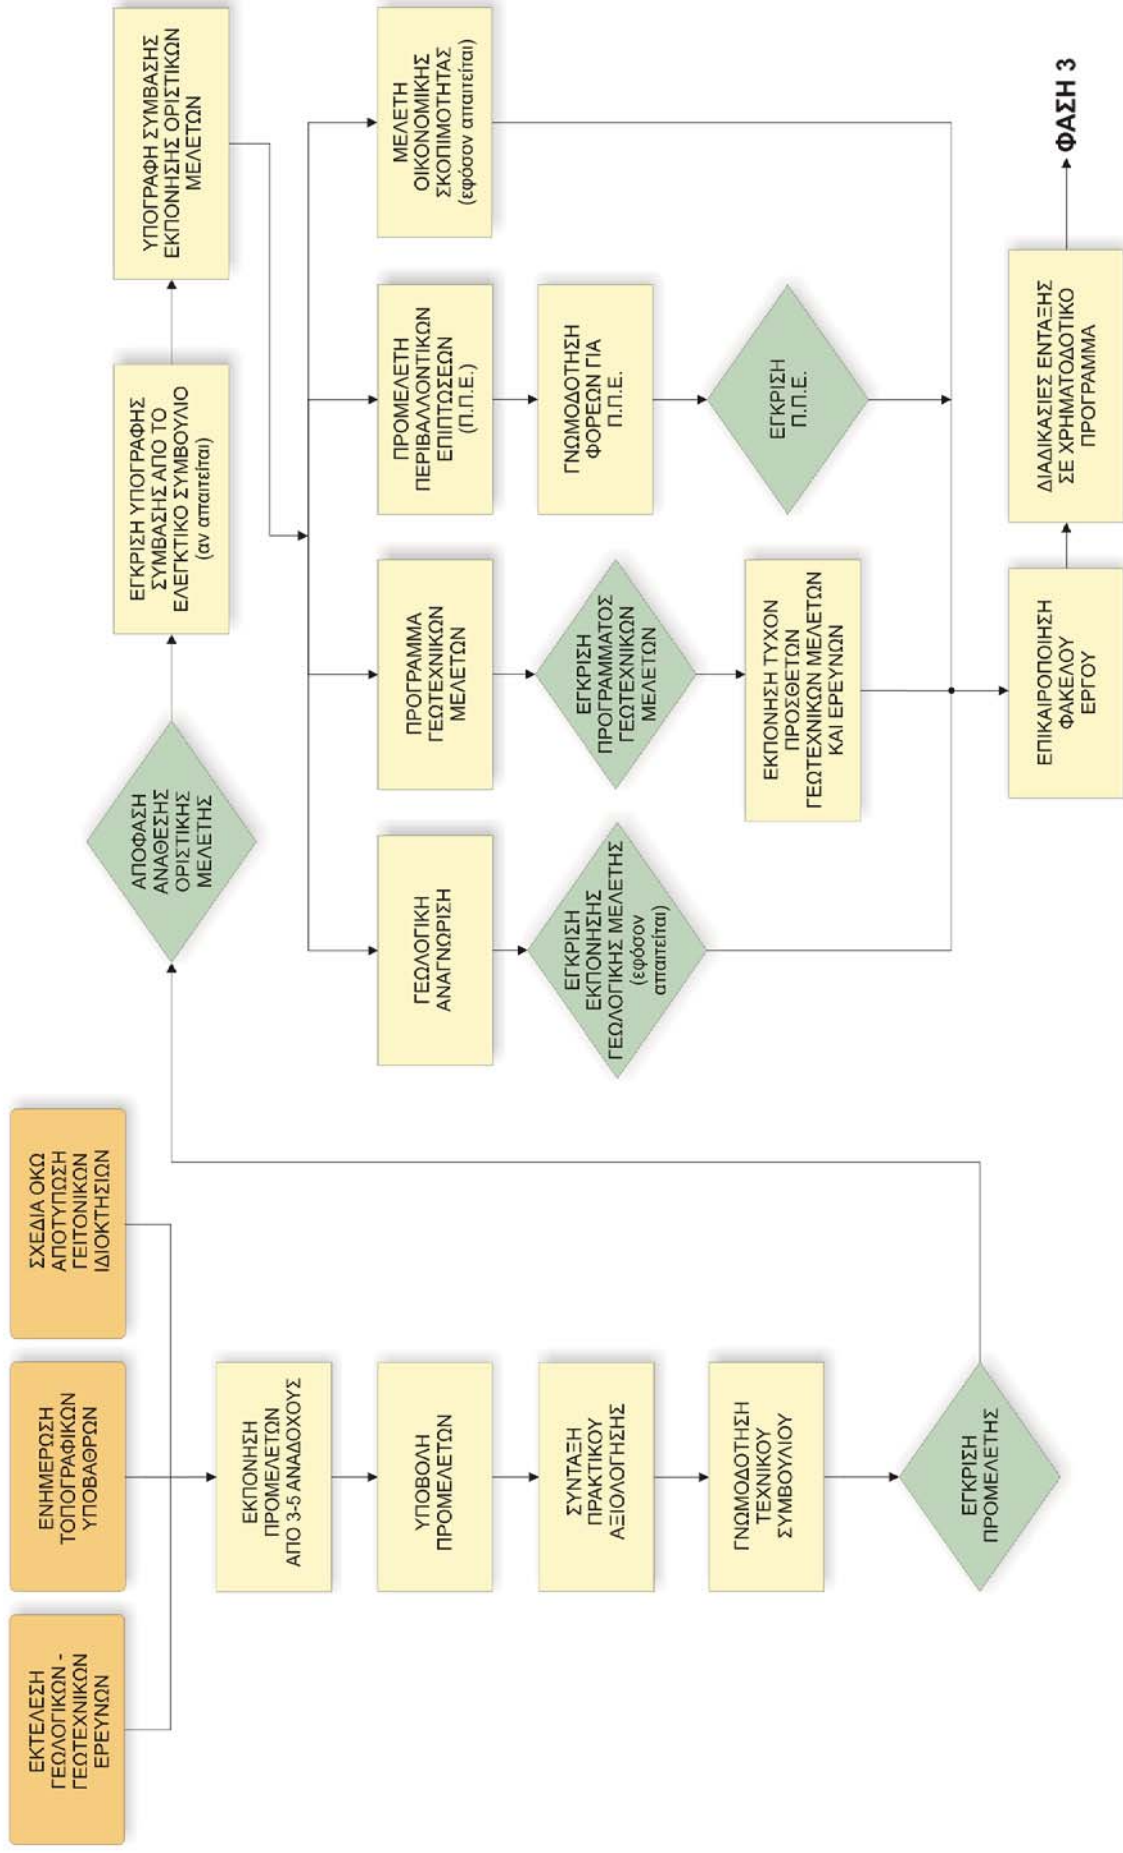 ΕΚΤΕΛΕΣΗ
ΓΕΩΛΟΓΙΚΩΝ -
ΓΕΩΤΕΧΝΙΚΩΝ
ΕΡΕΥΝΩΝ
ΕΝΗΜΕΡΩΣΗ
ΤΟΠΟΓΡΑΦΙΚΩΝ
ΥΠΟΒΑΘΡΩΝ
ΣΧΕΔΙΑ ΟΚΩ
ΑΠΟΤΥΠΩΣΗ
ΓΕΙΤΟΝΙΚΩΝ
ΙΔΙΟΚΤΗΣΙΩΝ
ΕΚΠΟΝΗΣΗ
ΠΡΟΜΕΛΕΤΩΝ
ΑΠΟ 3-5 ΑΝΑΔΟΧΟΥΣ
ΥΠΟΒΟΛΗ
ΠΡΟΜΕΛΕΤΩΝ
ΣΥΝΤΑΞΗ
ΠΡΑΚΤΙΚΟΥ
ΑΞΙΟΛΟΓΗΣΗΣ
ΓΝΩΜΟΔΟΤΗΣΗ
ΤΕΧΝΙΚΟΥ
ΣΥΜΒΟΥΛΙΟΥ
ΕΓΚΡΙΣΗ
ΠΡΟΜΕΛΕΤΗΣ
ΑΠΟΦΑΣΗ
ΑΝΑΘΕΣΗΣ
ΟΡΙΣΤΙΚΗΣ
ΜΕΛΕΤΗΣ
ΕΓΚΡΙΣΗ ΥΠΟΓΡΑΦΗΣ
ΣΥΜΒΑΣΗΣ ΑΠΟ ΤΟ
ΕΛΕΓΚΤΙΚΟ ΣΥΜΒΟΥΛΙΟ
(αν απαιτείται)
ΥΠΟΓΡΑΦΗ ΣΥΜΒΑΣΗΣ
ΕΚΠΟΝΗΣΗΣ ΟΡΙΣΤΙΚΩΝ
ΜΕΛΕΤΩΝ
ΓΕΩΛΟΓΙΚΗ
ΑΝΑΓΝΩΡΙΣΗ
ΕΓΚΡΙΣΗ
ΕΚΠΟΝΗΣΗΣ
ΓΕΩΛΟΓΙΚΗΣ ΜΕΛΕΤΗΣ
(εφόσον
απαιτείται)
ΠΡΟΓΡΑΜΜΑ
ΓΕΩΤΕΧΝΙΚΩΝ
ΜΕΛΕΤΩΝ
ΕΓΚΡΙΣΗ
ΠΡΟΓΡΑΜΜΑΤΟΣ
ΓΕΩΤΕΧΝΙΚΩΝ
ΜΕΛΕΤΩΝ
ΕΚΠΟΝΗΣΗ ΤΥΧΟΝ
ΠΡΟΣΘΕΤΩΝ
ΓΕΩΤΕΧΝΙΚΩΝ ΜΕΛΕΤΩΝ
ΚΑΙ ΕΡΕΥΝΩΝ
ΠΡΟΜΕΛΕΤΗ
ΠΕΡΙΒΑΛΛΟΝΤΙΚΩΝ
ΕΠΙΠΤΩΣΕΩΝ
(Π.Π.Ε.)
ΓΝΩΜΟΔΟΤΗΣΗ
ΦΟΡΕΩΝ ΓΙΑ
Π.Π.Ε.
ΕΓΚΡΙΣΗ
Π.Π.Ε.
ΜΕΛΕΤΗ
ΟΙΚΟΝΟΜΙΚΗΣ
ΣΚΟΠΙΜΟΤΗΤΑΣ
(εφόσον απαιτείται)
ΕΠΙΚΑΙΡΟΠΟΙΗΣΗ
ΦΑΚΕΛΟΥ
ΕΡΓΟΥ
ΔΙΑΔΙΚΑΣΙΕΣ ΕΝΤΑΞΗΣ
ΣΕ ΧΡΗΜΑΤΟΔΟΤΙΚΟ
ΠΡΟΓΡΑΜΜΑ
ΦΑΣΗ 3